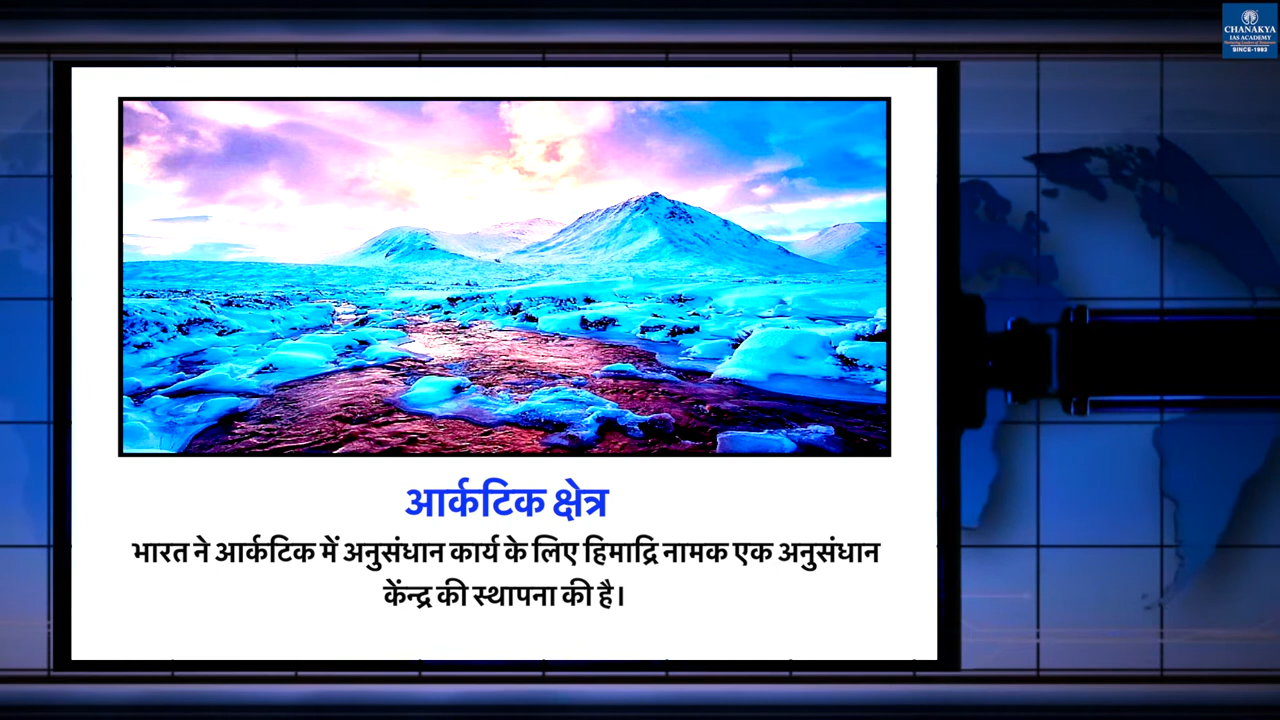 CHANAKYA
IAS ACADEMY
SINCE-1993
आर्कटिक क्षेत्र
भारत ने आर्कटिक में अनुसंधान कार्य के लिए हिमाद्रि नामक एक अनुसंधान
केंन्द्र की स्थापना की है।